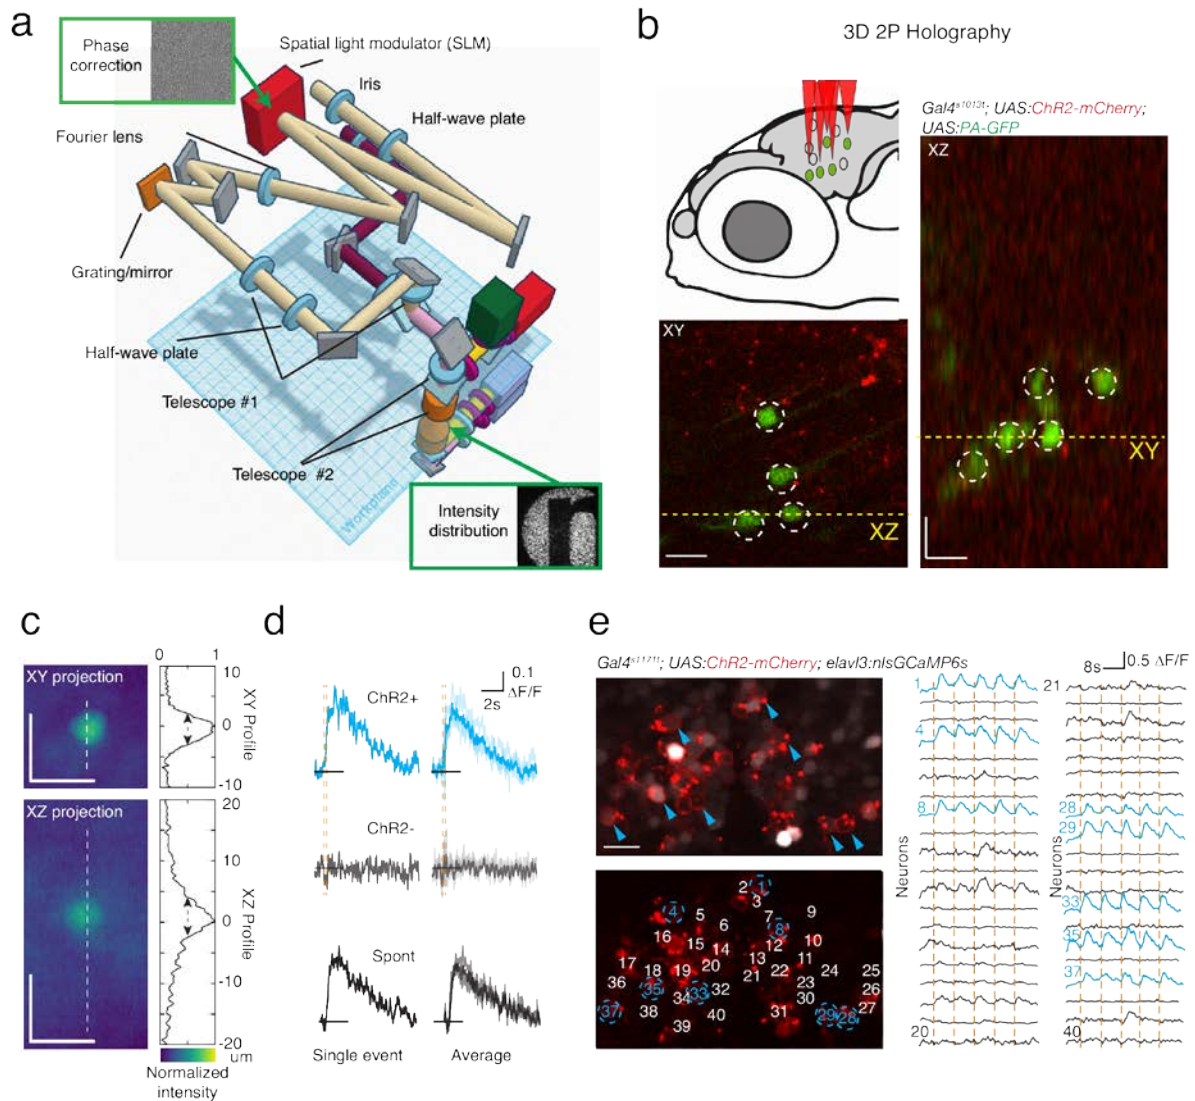 a
Phase
correction
Spatial light modulator (SLM)
Iris
Half-wave plate
Fourier lens
Grating/mirror
Half-wave plate
Telescope #1
Telescope #2
Workplane
Intensity
distribution
b
3D 2P Holography
Gal4s1013t; UAS:ChR2-mCherry;
UAS:PA-GFP
XZ
XY
XY
XZ
c
0 1
XY projection
10
0
-10
XY Profile
XZ projection
20
10
0
-10
-20
XZ Profile
um
Normalized
intensity
d
ChR2+
0.1
ΔF/F
2s
ChR2-
Spont
Single event
Average
e
Gal4s1171t; UAS:ChR2-mCherry; elavl3:nlsGCaMP6s
8s
0.5 ΔF/F
1
4
8
20
Neurons
21
28
29
33
35
37
40
Neurons
1
2
3
4
5
6
7
8
9
10
11
12
13
14
15
16
17
18
19
20
21
22
23
24
25
26
27
28
29
30
31
32
33
34
35
36
37
38
39
40